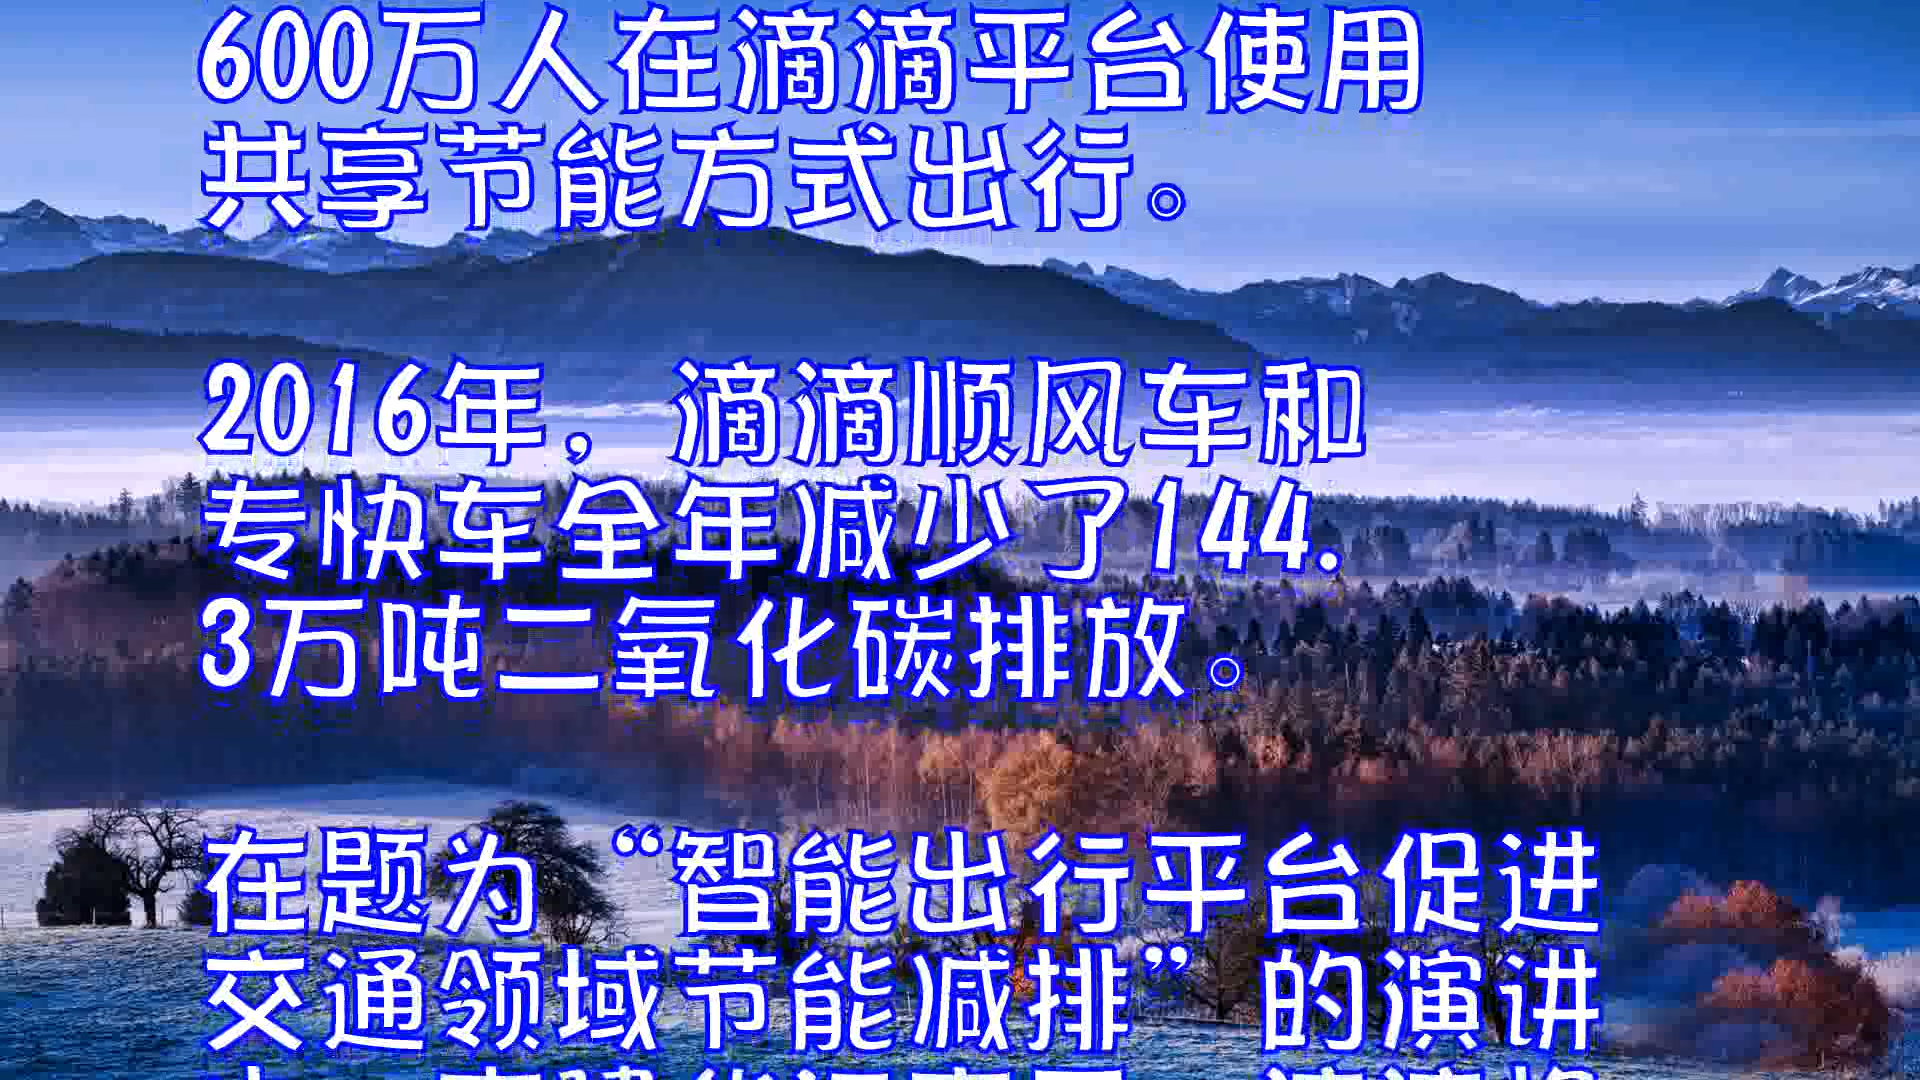 600万人在滴滴平台使用
共享节能方式出行。
2016年，滴滴顺风车和
专快车全年减少了144.
3万吨二氧化碳排放。
在题为“智能出行平台促进
交通领域节能减排”的演讲